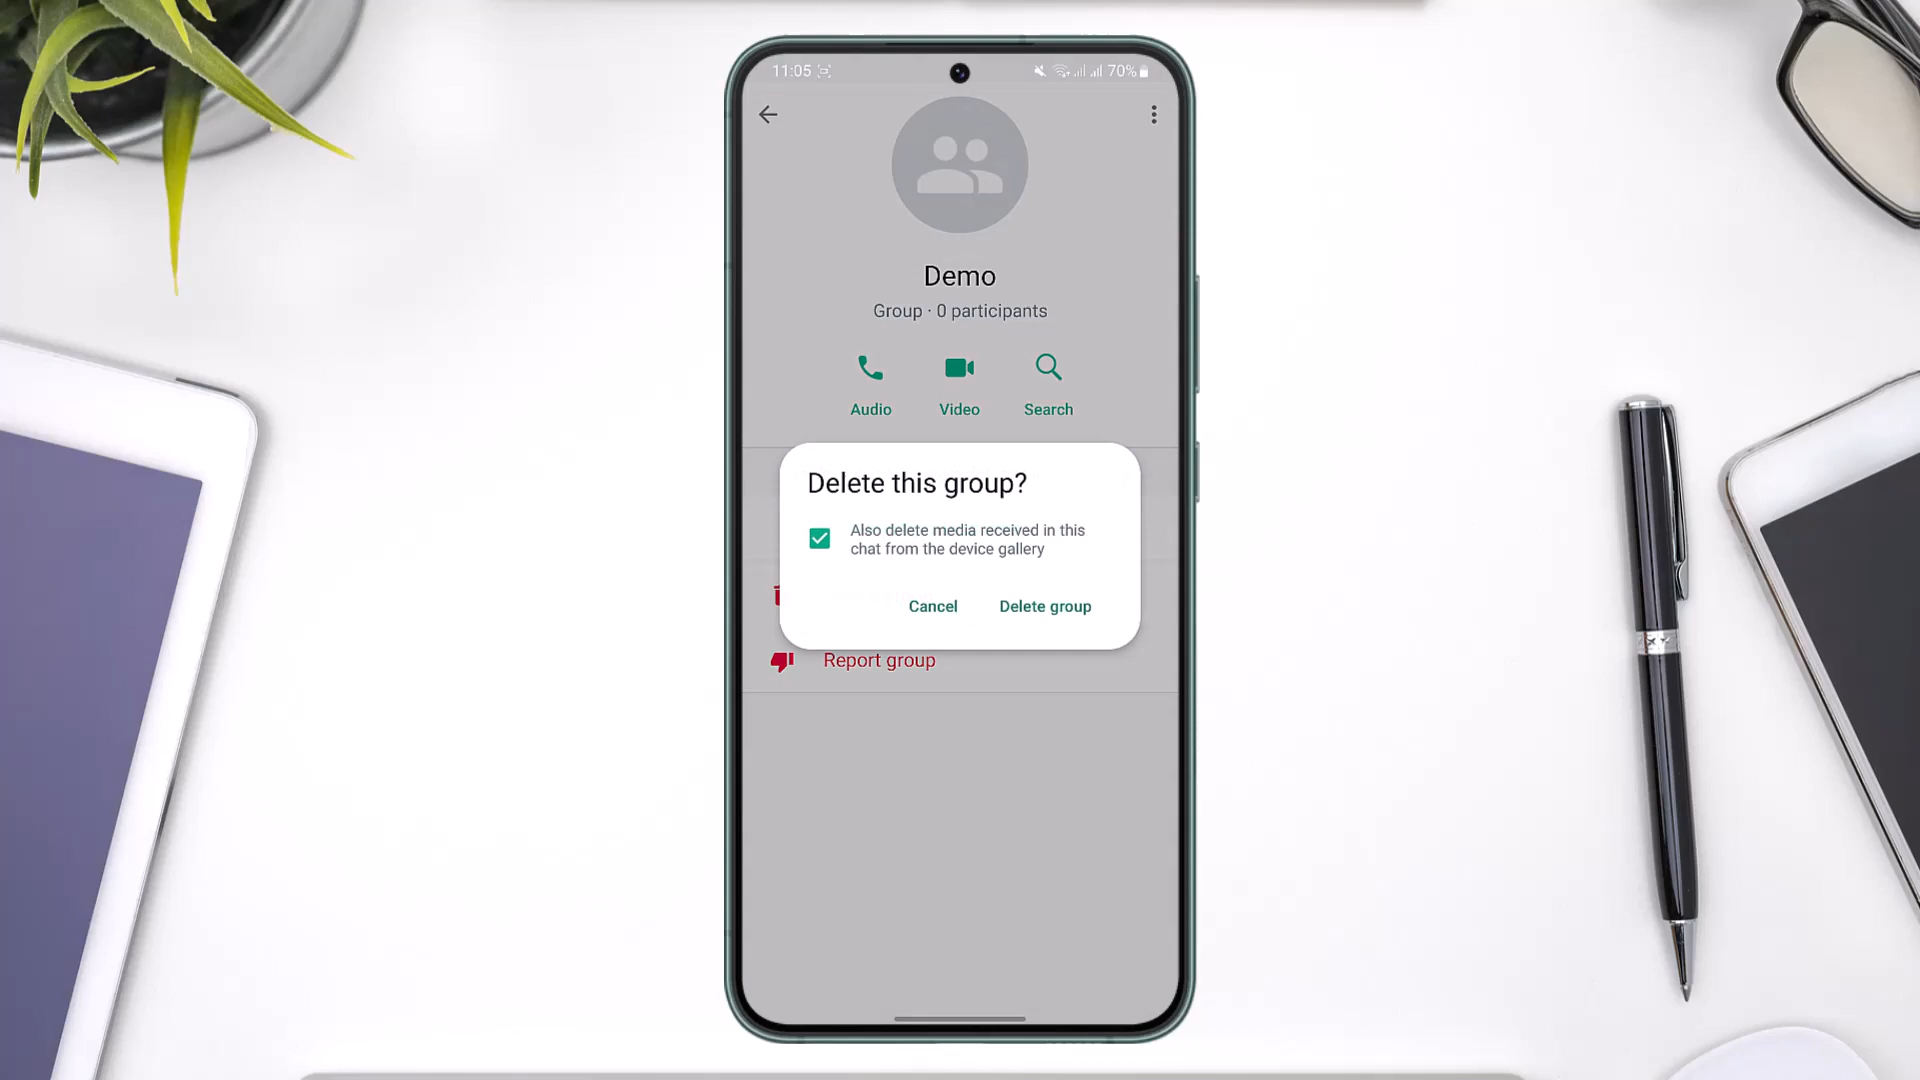 11:05
70%
Demo
Group · 0 participants
Audio Video Search
Delete this group?
Also delete media received in this
chat from the device gallery
Cancel Delete group
Report group